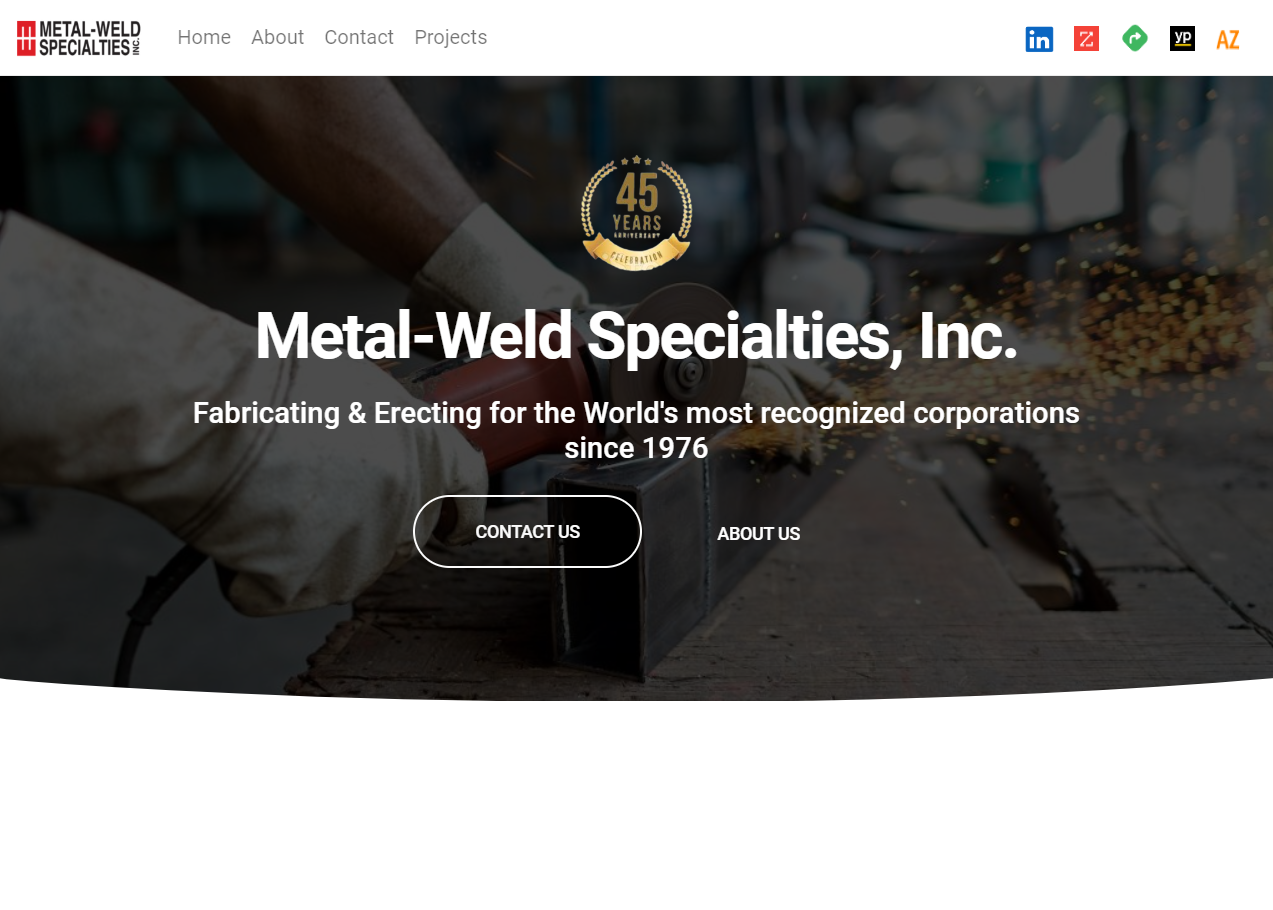 METAL-WELD
SPECIALTIES INC.
Home About Contact Projects
in Z yp AZ
45
YEARS
ANNIVERSARY
CELEBRATION
Metal-Weld Specialties, Inc.
Fabricating & Erecting for the World's most recognized corporations
since 1976
CONTACT US ABOUT US